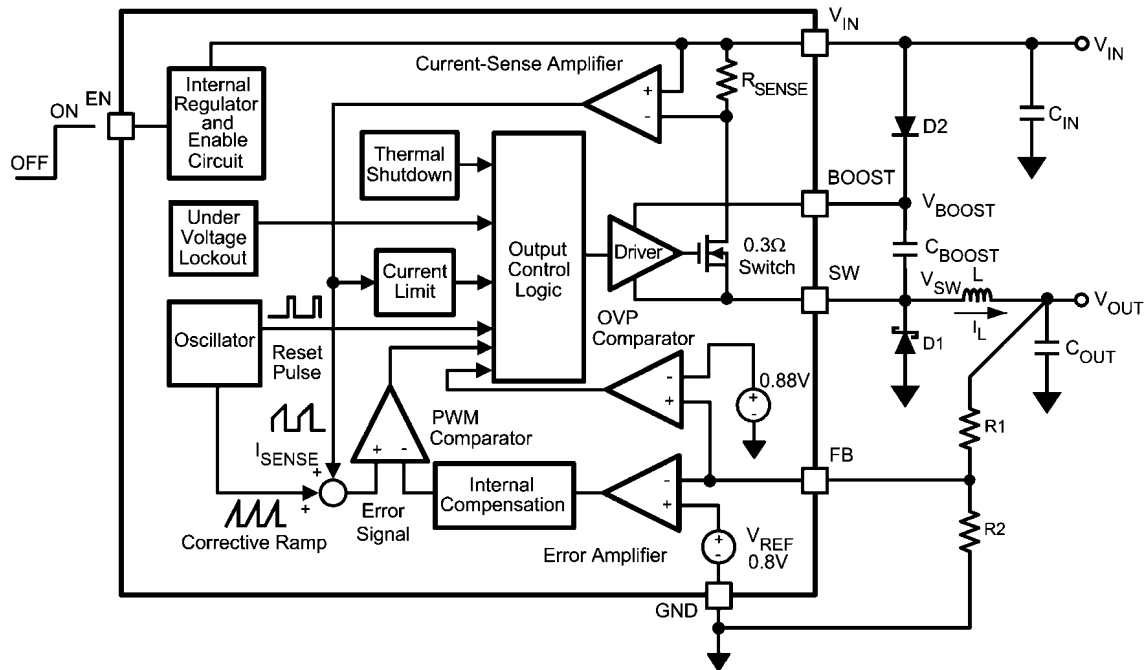 V_IN
V_IN
Current-Sense Amplifier
R_SENSE
Internal
Regulator
and
Enable
Circuit
EN
ON
OFF
+
-
D2
C_IN
Thermal
Shutdown
BOOST
V_BOOST
Under
Voltage
Lockout
Output
Control
Logic
Driver
0.3Ω
Switch
C_BOOST
Current
Limit
SW
V_SW
L
V_OUT
I_L
D1
C_OUT
Oscillator
Reset
Pulse
OVP
Comparator
-
+
0.88V
+
-
PWM
Comparator
+
-
I_SENSE
+
+
R1
FB
Internal
Compensation
-
+
Error
Signal
Corrective Ramp
Error Amplifier
+
-
V_REF
0.8V
R2
GND